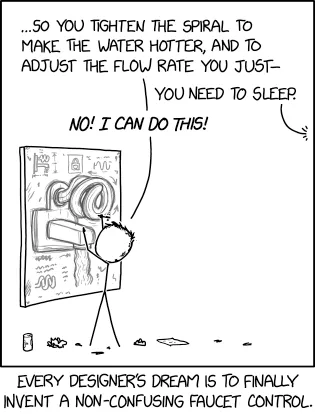 ...SO YOU TIGHTEN THE SPIRAL TO
MAKE THE WATER HOTTER, AND TO
ADJUST THE FLOW RATE YOU JUST—
YOU NEED TO SLEEP.
NO! I CAN DO THIS!
EVERY DESIGNER'S DREAM IS TO FINALLY
INVENT A NON-CONFUSING FAUCET CONTROL.